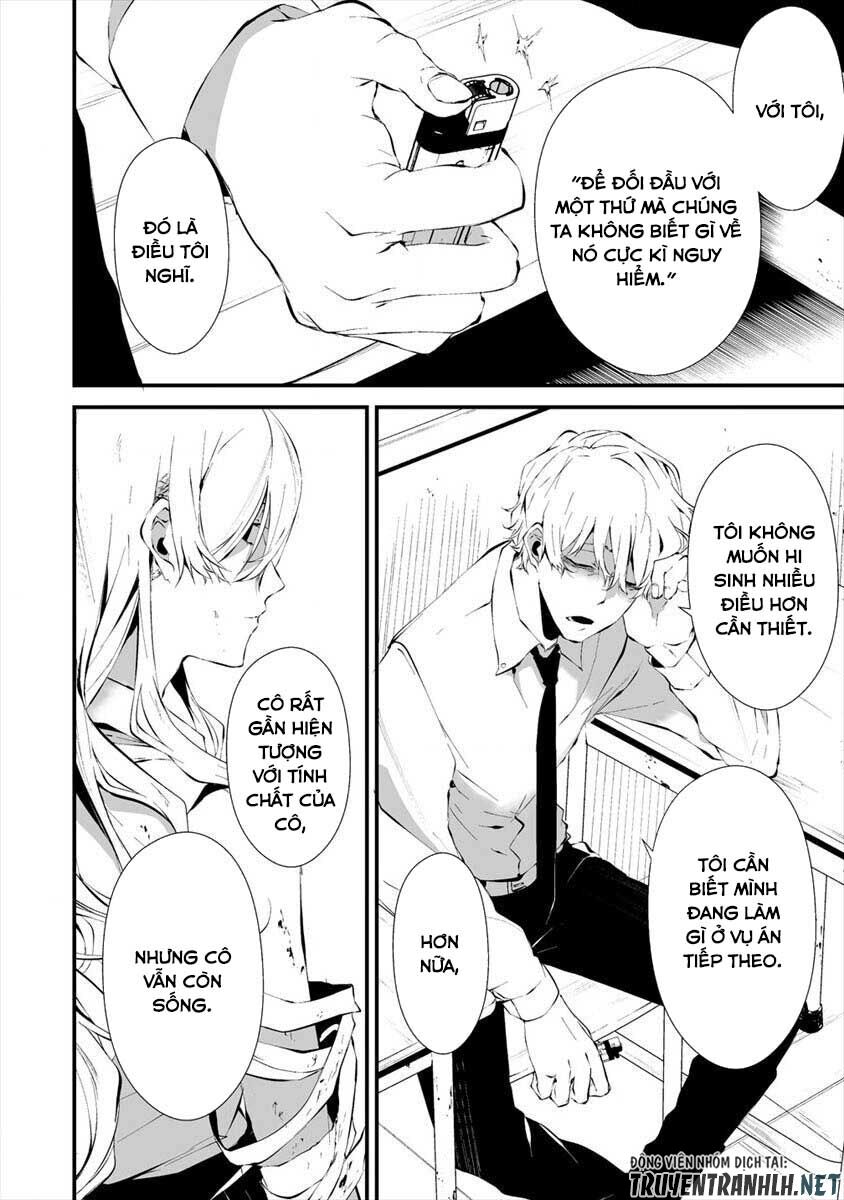 VỚI TÔI,
"ĐỂ ĐỐI ĐẦU VỚI
MỘT THỨ MÀ CHÚNG
TA KHÔNG BIẾT GÌ VỀ
NÓ CỰC KÌ NGUY
HIỂM."
ĐÓ LÀ
ĐIỀU TÔI
NGHĨ.
TÔI KHÔNG
MUỐN HI
SINH NHIỀU
ĐIỀU HƠN
CẦN THIẾT.
TÔI CẦN
BIẾT MÌNH
ĐANG LÀM
GÌ Ở VỤ ÁN
TIẾP THEO.
HƠN
NỮA,
CÔ RẤT
GẦN HIỆN
TƯỢNG
VỚI TÍNH
CHẤT CỦA
CÔ,
NHƯNG CÔ
VẪN CÒN
SỐNG.
ĐỘNG VIÊN NHÓM DỊCH TẠI:
TRUYENTRANHLH.NET